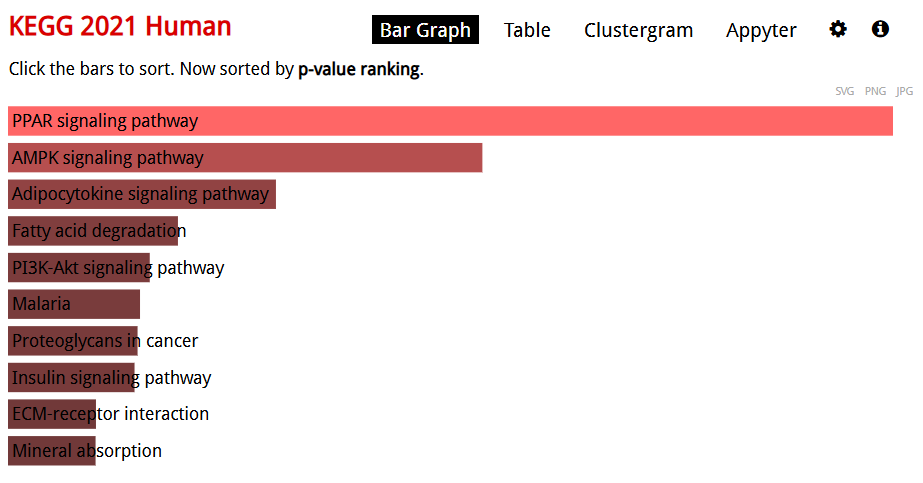 KEGG 2021 Human
Bar Graph Table Clustergram Appyter
Click the bars to sort. Now sorted by p-value ranking.
SVG PNG JPG
PPAR signaling pathway
AMPK signaling pathway
Adipocytokine signaling pathway
Fatty acid degradation
PI3K-Akt signaling pathway
Malaria
Proteoglycans in cancer
Insulin signaling pathway
ECM-receptor interaction
Mineral absorption